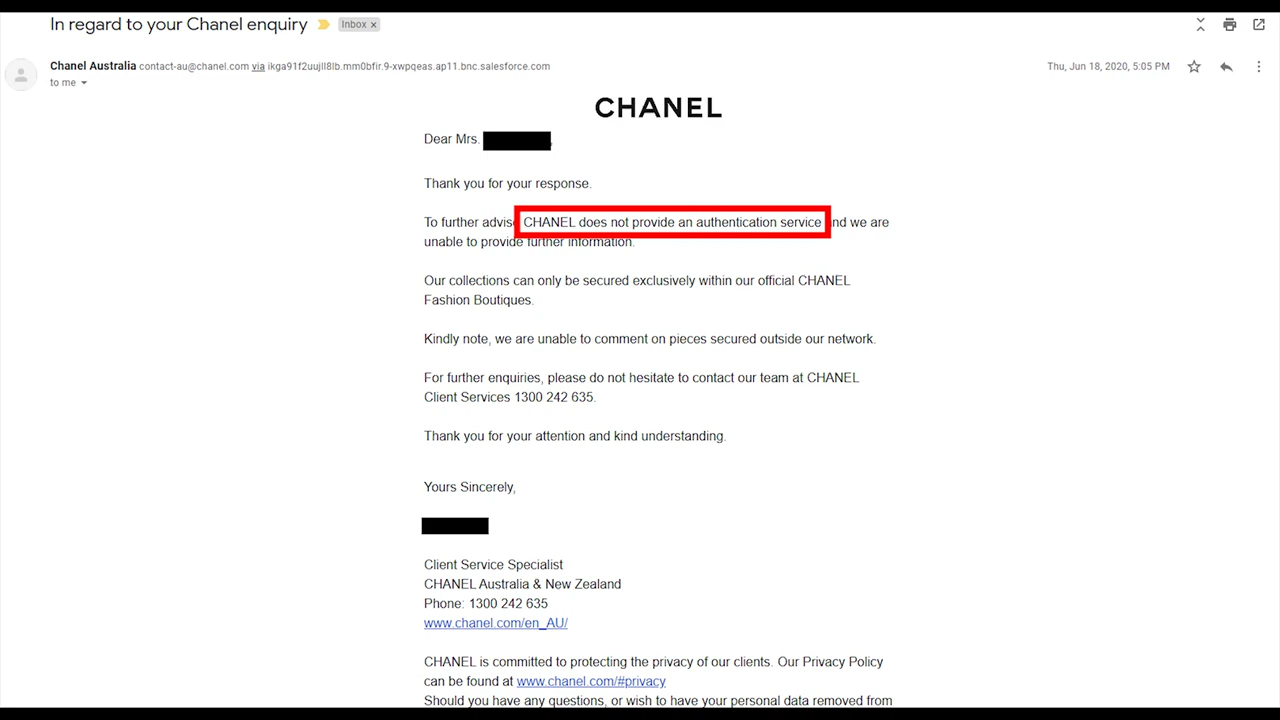 In regard to your Chanel enquiry
Inbox x
Chanel Australia contact-au@chanel.com via ikga91f2uujll8lb.mm0bfir.9-xwpqeas.ap11.bnc.salesforce.com
Thu, Jun 18, 2020, 5:05 PM
to me
CHANEL
Dear Mrs.
Thank you for your response.
To further advise CHANEL does not provide an authentication service and we are
unable to provide further information.
Our collections can only be secured exclusively within our official CHANEL
Fashion Boutiques.
Kindly note, we are unable to comment on pieces secured outside our network.
For further enquiries, please do not hesitate to contact our team at CHANEL
Client Services 1300 242 635.
Thank you for your attention and kind understanding.
Yours Sincerely,
Client Service Specialist
CHANEL Australia & New Zealand
Phone: 1300 242 635
www.chanel.com/en_AU/
CHANEL is committed to protecting the privacy of our clients. Our Privacy Policy
can be found at www.chanel.com/#privacy
Should you have any questions, or wish to have your personal data removed from